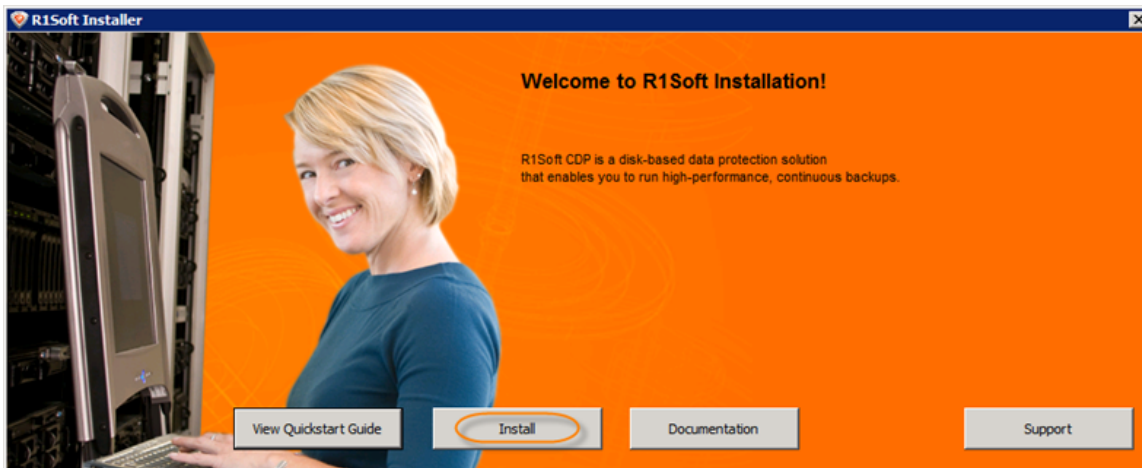 R1Soft Installer
Welcome to R1Soft Installation!
R1Soft CDP is a disk-based data protection solution
that enables you to run high-performance, continuous backups.
View Quickstart Guide
Install
Documentation
Support